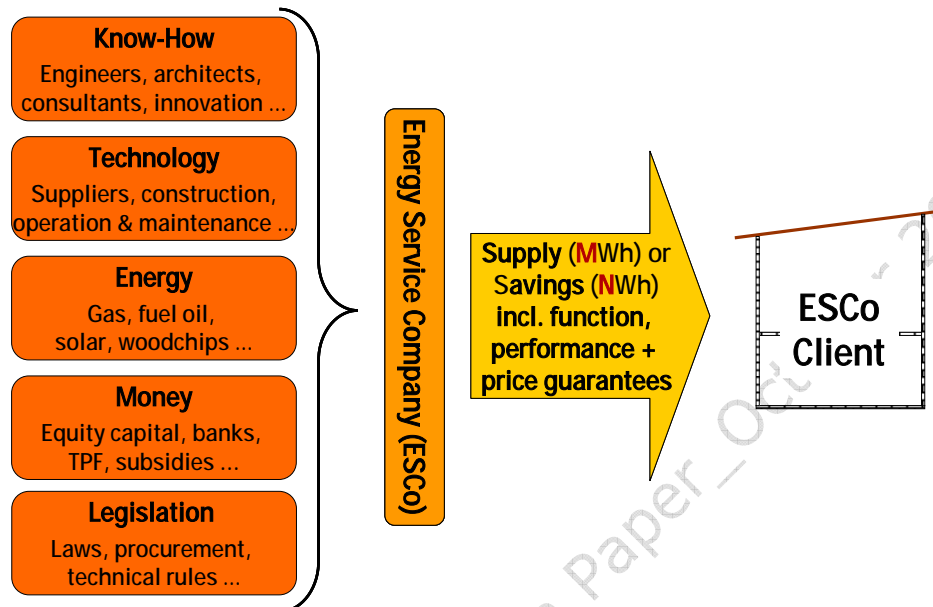 Know-How
Engineers, architects,
consultants, innovation ...
Technology
Suppliers, construction,
operation & maintenance ...
Energy
Gas, fuel oil,
solar, woodchips ...
Money
Equity capital, banks,
TPF, subsidies ...
Legislation
Laws, procurement,
technical rules ...
Energy Service Company (ESCo)
Supply (MWh) or
Savings (NWh)
incl. function,
performance +
price guarantees
ESCo
Client
Paper_Oct